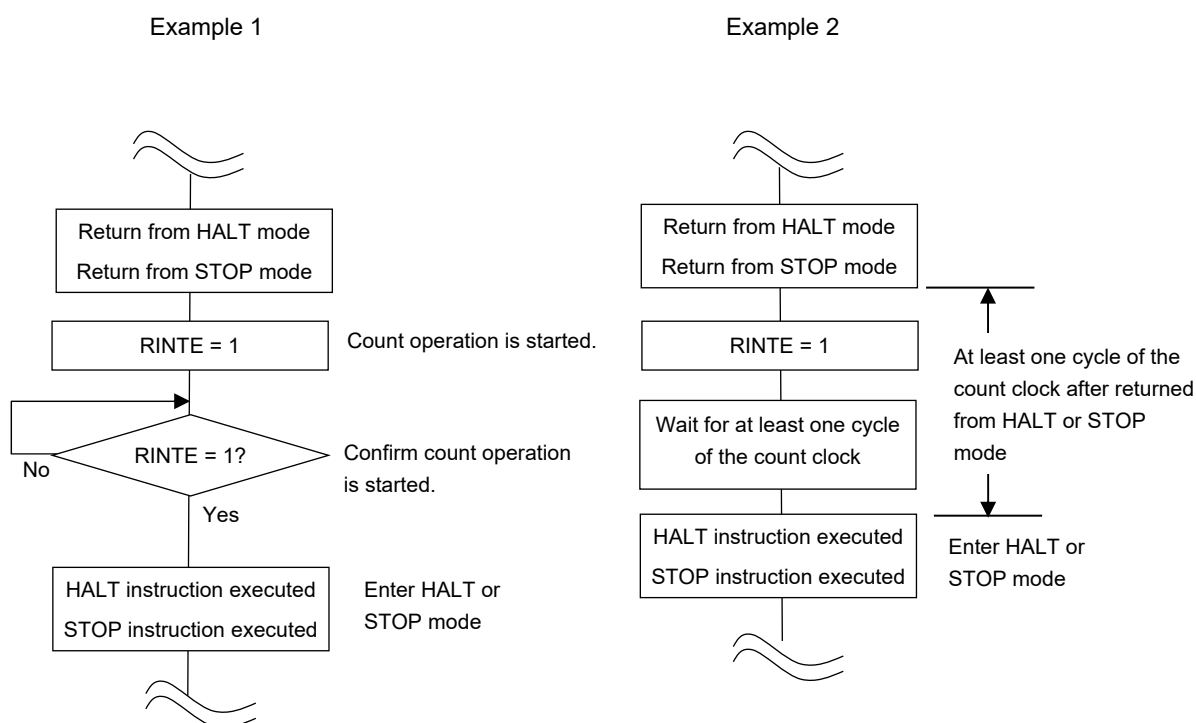 Example 1
Return from HALT mode
Return from STOP mode
RINTE = 1
Count operation is started.
RINTE = 1?
No
Yes
Confirm count operation
is started.
HALT instruction executed
STOP instruction executed
Enter HALT or
STOP mode
Example 2
Return from HALT mode
Return from STOP mode
RINTE = 1
Wait for at least one cycle
of the count clock
At least one cycle of the
count clock after returned
from HALT or STOP
mode
HALT instruction executed
STOP instruction executed
Enter HALT or
STOP mode